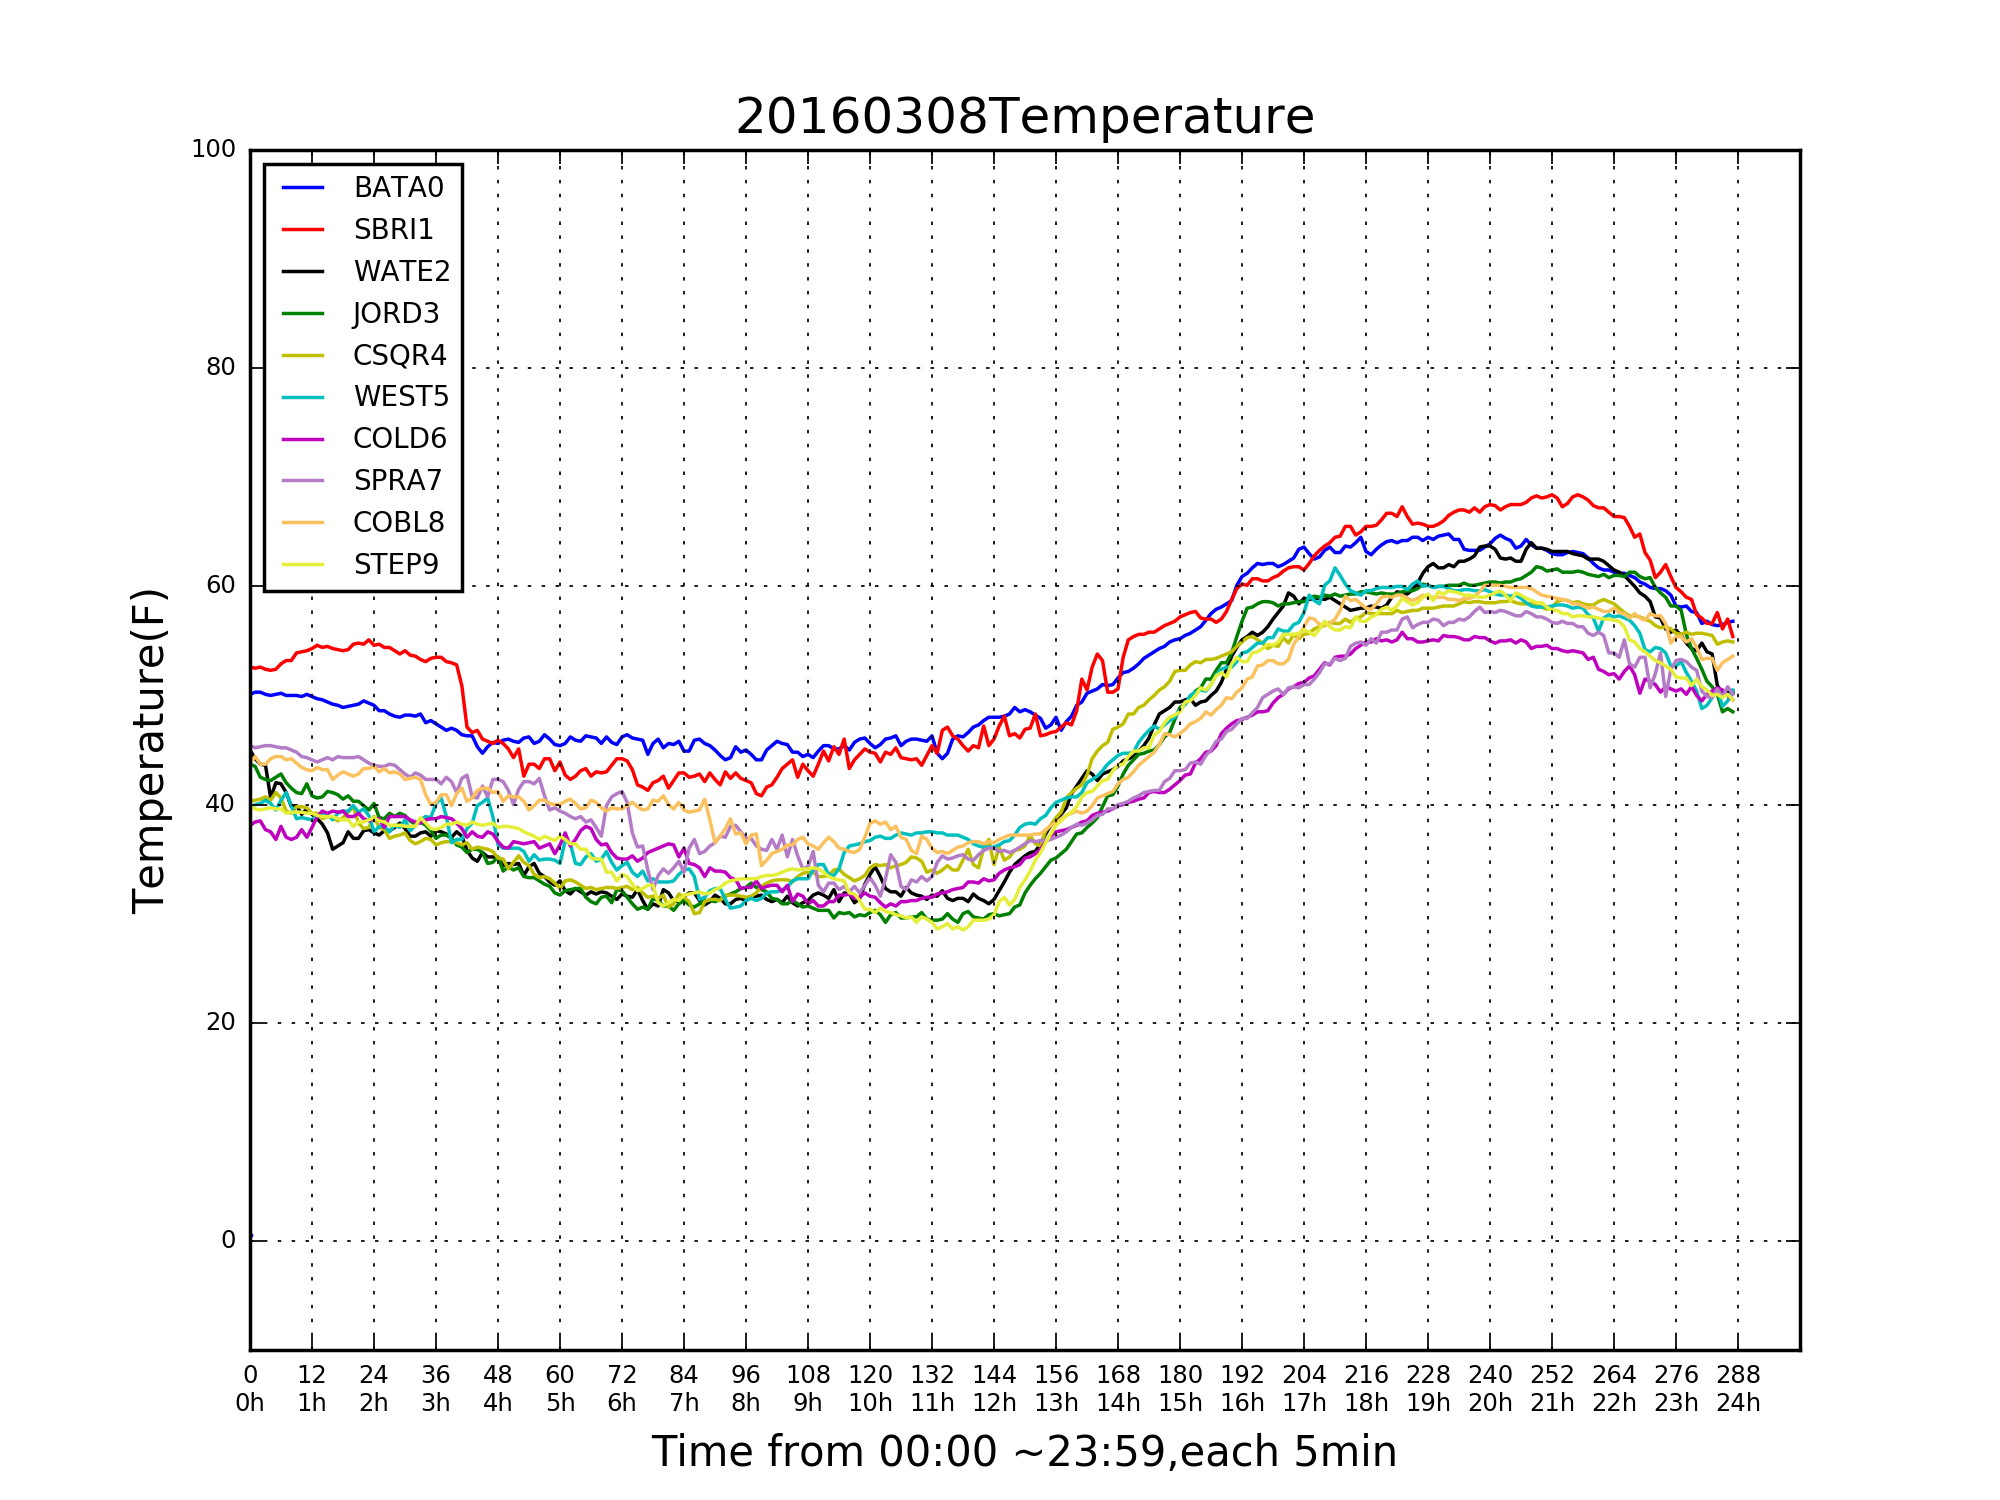 20160308Temperature
100
80
60
40
20
0
Temperature(F)
BATA0
SBRI1
WATE2
JORD3
CSQR4
WEST5
COLD6
SPRA7
COBL8
STEP9
0 12 24 36 48 60 72 84 96 108 120 132 144 156 168 180 192 204 216 228 240 252 264 276 288
0h 1h 2h 3h 4h 5h 6h 7h 8h 9h 10h 11h 12h 13h 14h 15h 16h 17h 18h 19h 20h 21h 22h 23h 24h
Time from 00:00 ~23:59,each 5min